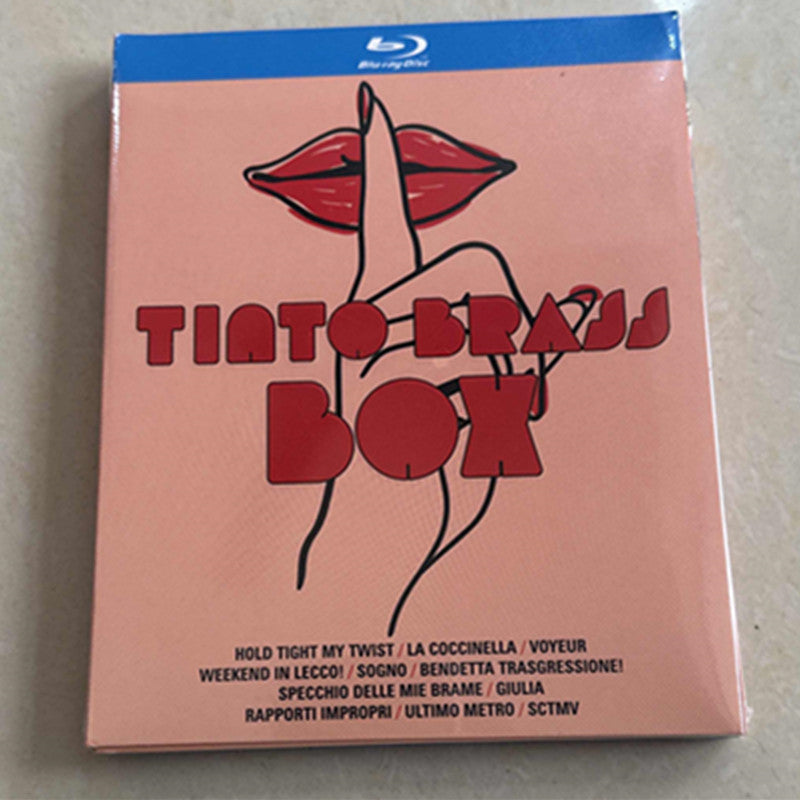 Blu-ray Disc
TINTO BRASS
BOX
HOLD TIGHT MY TWIST / LA COCCINELLA / VOYEUR
WEEKEND IN LECCO! / SOGNO / BENDETTA TRASGRESSIONE!
SPECCHIO DELLE MIE BRAME / GIULIA
RAPPORTI IMPROPRI / ULTIMO METRO / SCTMV